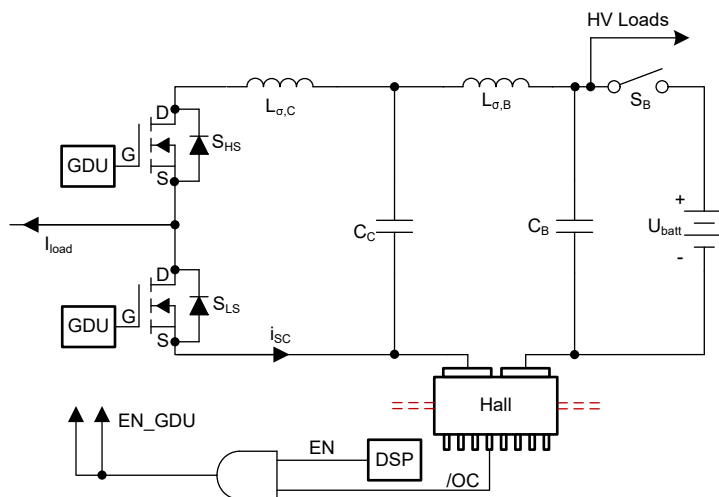 HV Loads
L_σ,C
L_σ,B
S_B
D
S_HS
GDU
G
S
+
I_load
C_C
C_B
U_batt
-
D
S_LS
GDU
G
S
i_SC
Hall
EN_GDU
EN
DSP
/OC